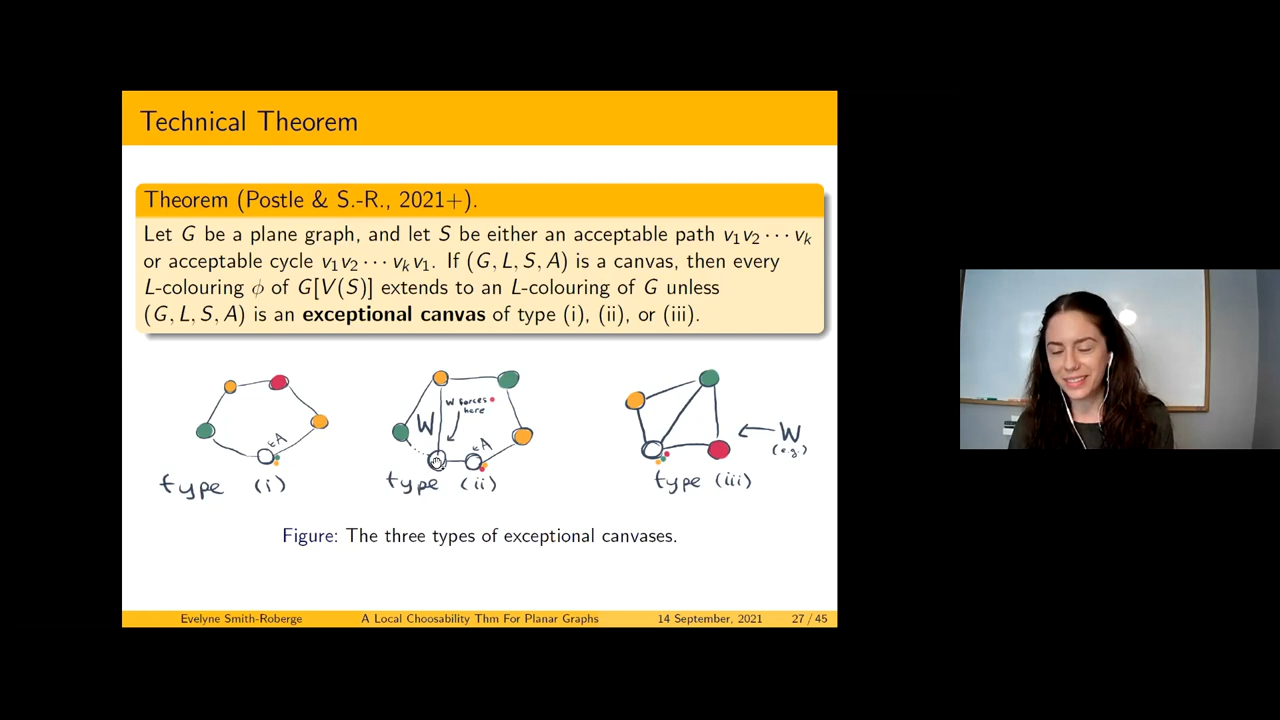 Technical Theorem
Theorem (Postle & S.-R., 2021+).
Let G be a plane graph, and let S be either an acceptable path v₁v₂ ⋯ vₖ
or acceptable cycle v₁v₂ ⋯ vₖv₁. If (G, L, S, A) is a canvas, then every
L-colouring ϕ of G[V(S)] extends to an L-colouring of G unless
(G, L, S, A) is an exceptional canvas of type (i), (ii), or (iii).
∈A
type (i)
W
W forces
here
∈A
type (ii)
W
(e.g.)
type (iii)
Figure: The three types of exceptional canvases.
Evelyne Smith-Roberge A Local Choosability Thm For Planar Graphs 14 September, 2021 27 / 45